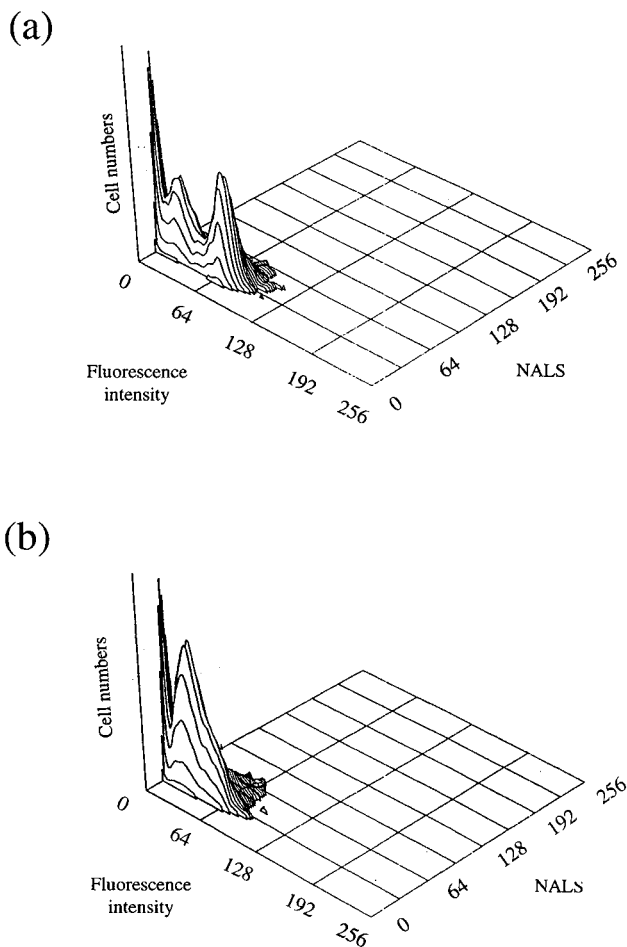 (a)
Cell numbers
0
64
128
192
256
Fluorescence
intensity
0
64
128
192
256
NALS
(b)
Cell numbers
0
64
128
192
256
Fluorescence
intensity
0
64
128
192
256
NALS